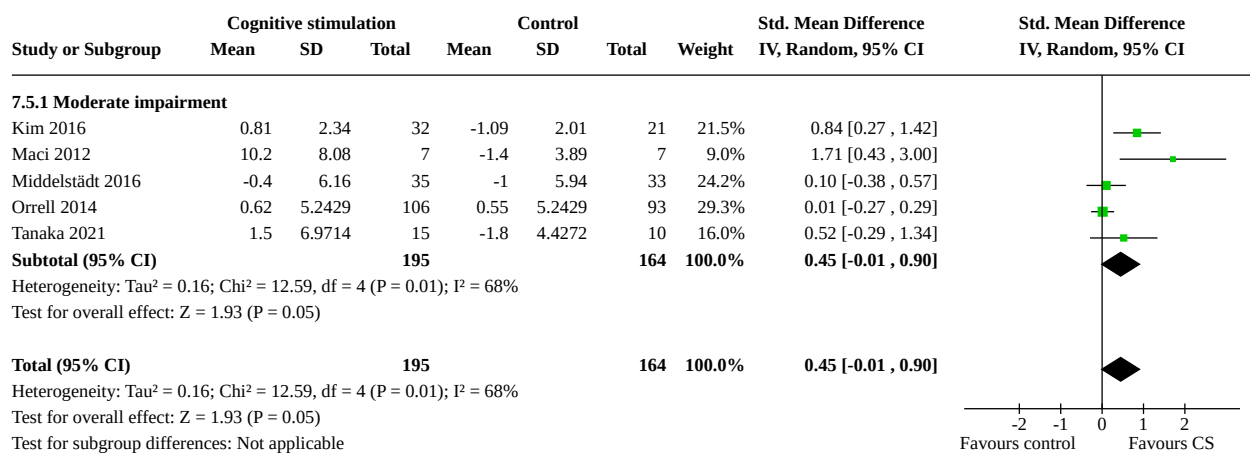 Cognitive stimulation Control Std. Mean Difference Std. Mean Difference
Study or Subgroup Mean SD Total Mean SD Total Weight IV, Random, 95% CI IV, Random, 95% CI
7.5.1 Moderate impairment
Kim 2016 0.81 2.34 32 -1.09 2.01 21 21.5% 0.84 [0.27 , 1.42]
Maci 2012 10.2 8.08 7 -1.4 3.89 7 9.0% 1.71 [0.43 , 3.00]
Middelstädt 2016 -0.4 6.16 35 -1 5.94 33 24.2% 0.10 [-0.38 , 0.57]
Orrell 2014 0.62 5.2429 106 0.55 5.2429 93 29.3% 0.01 [-0.27 , 0.29]
Tanaka 2021 1.5 6.9714 15 -1.8 4.4272 10 16.0% 0.52 [-0.29 , 1.34]
Subtotal (95% CI) 195 164 100.0% 0.45 [-0.01 , 0.90]
Heterogeneity: Tau² = 0.16; Chi² = 12.59, df = 4 (P = 0.01); I² = 68%
Test for overall effect: Z = 1.93 (P = 0.05)
Total (95% CI) 195 164 100.0% 0.45 [-0.01 , 0.90]
Heterogeneity: Tau² = 0.16; Chi² = 12.59, df = 4 (P = 0.01); I² = 68%
Test for overall effect: Z = 1.93 (P = 0.05)
-2 -1 0 1 2
Test for subgroup differences: Not applicable Favours control Favours CS